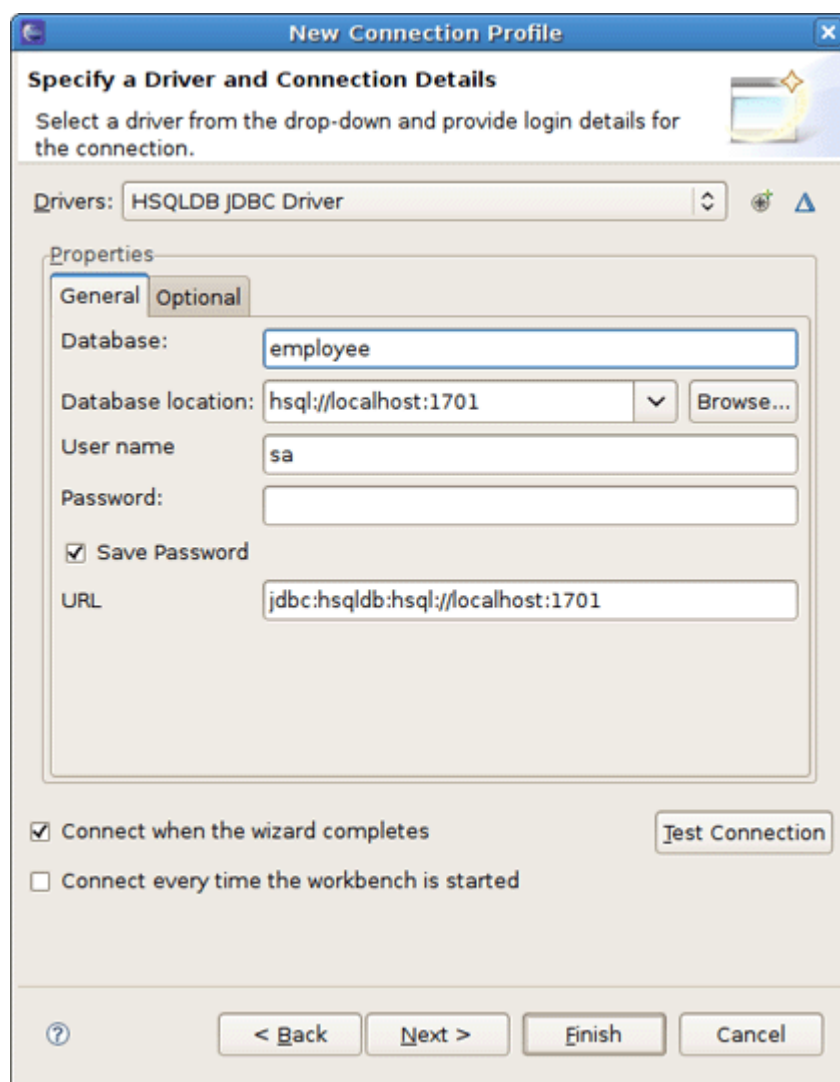 New Connection Profile
Specify a Driver and Connection Details
Select a driver from the drop-down and provide login details for
the connection.
Drivers: HSQLDB JDBC Driver
Properties
General Optional
Database: employee
Database location: hsql://localhost:1701 Browse...
User name sa
Password:
Save Password
URL jdbc:hsqldb:hsql://localhost:1701
Connect when the wizard completes Test Connection
Connect every time the workbench is started
< Back Next > Finish Cancel